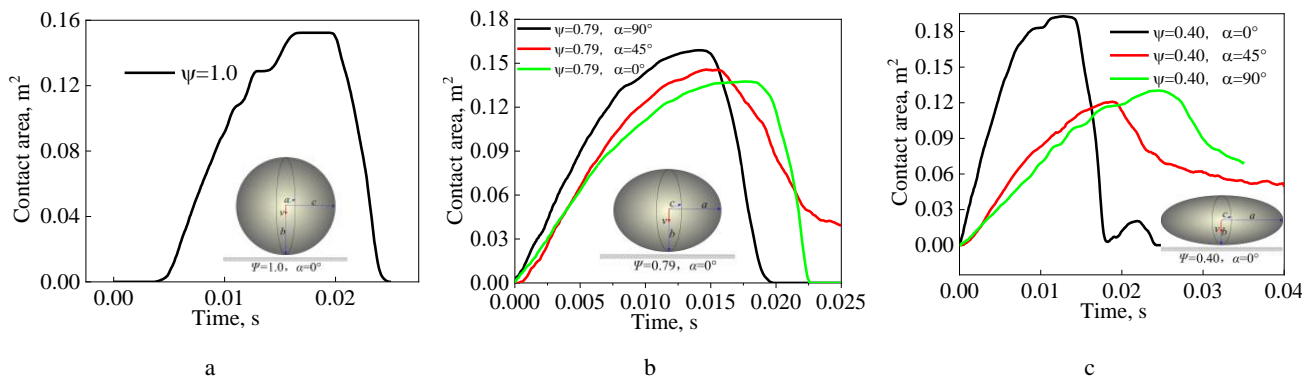 0.16
0.12
0.08
0.04
0.00
Contact area, m²
ψ=1.0
a
v
c
b
Ψ=1.0, α=0°
0.00 0.01 0.02
Time, s
a
0.18
0.15
0.12
0.09
0.06
0.03
0.00
Contact area, m²
ψ=0.79, α=90°
ψ=0.79, α=45°
ψ=0.79, α=0°
c
a
v
b
Ψ=0.79, α=0°
0.000 0.005 0.010 0.015 0.020 0.025
Time, s
b
0.18
0.15
0.12
0.09
0.06
0.03
0.00
Contact area, m²
ψ=0.40, α=0°
ψ=0.40, α=45°
ψ=0.40, α=90°
c
a
v
b
Ψ=0.40, α=0°
0.00 0.01 0.02 0.03 0.04
Time, s
c